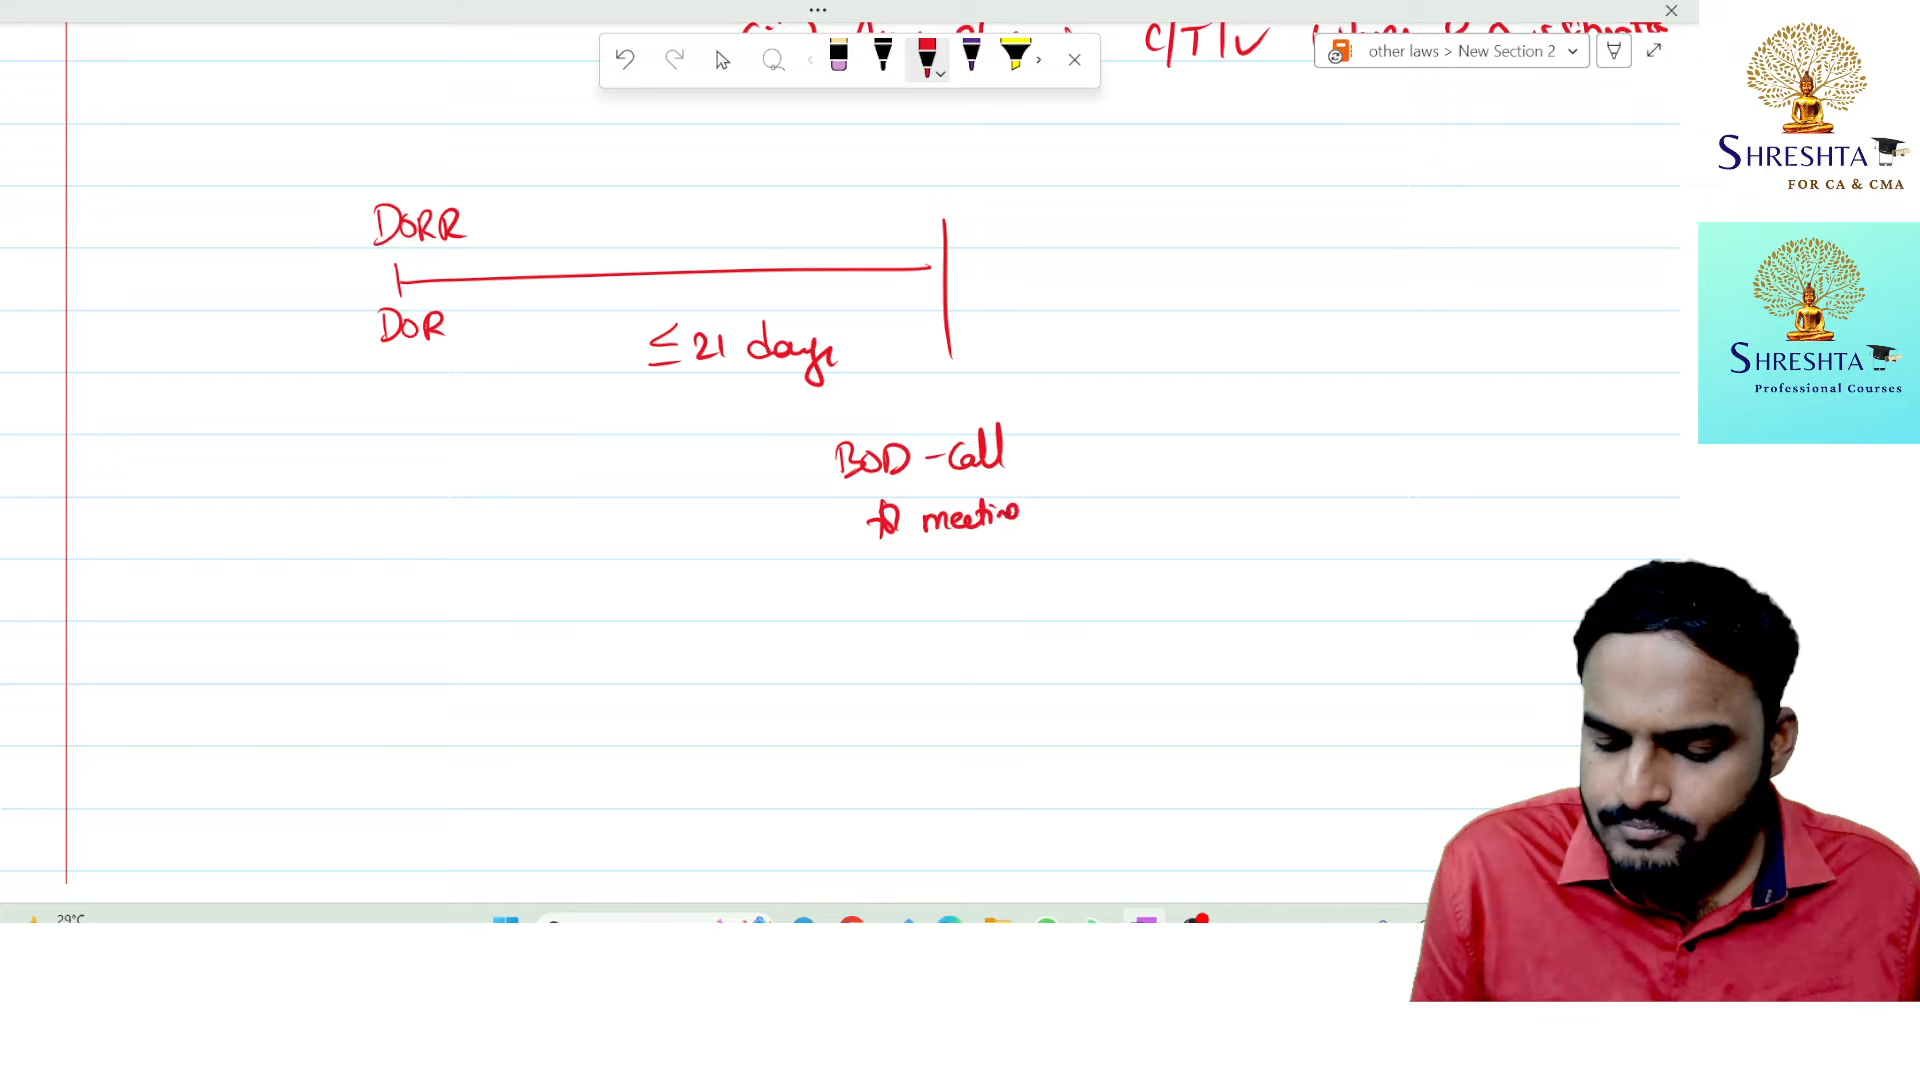 C/T/V
other laws > New Section 2
SHRESHTA
FOR CA & CMA
DORR
DOR
≤ 21 days
SHRESHTA
Professional Courses
BOD - Call
meeting
29°C